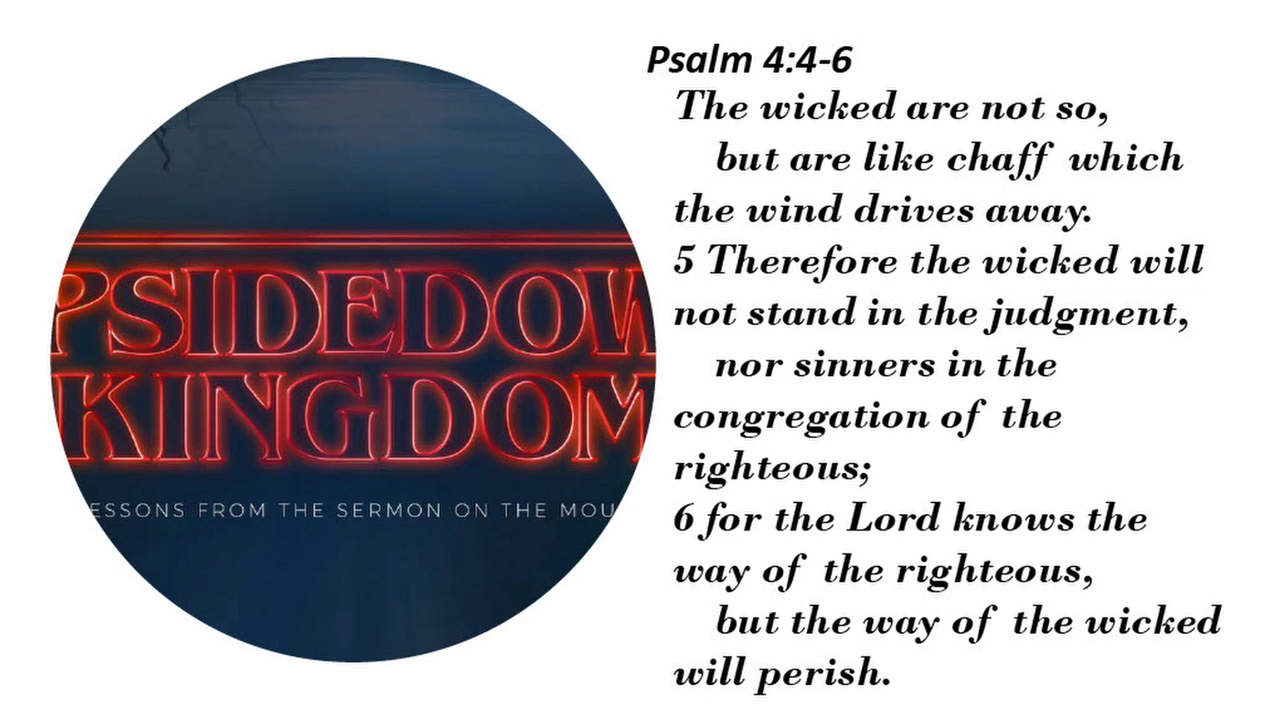 PSIDEDOW
KINGDOM
ESSONS FROM THE SERMON ON THE MOU
Psalm 4:4-6
The wicked are not so,
but are like chaff which
the wind drives away.
5 Therefore the wicked will
not stand in the judgment,
nor sinners in the
congregation of the
righteous;
6 for the Lord knows the
way of the righteous,
but the way of the wicked
will perish.